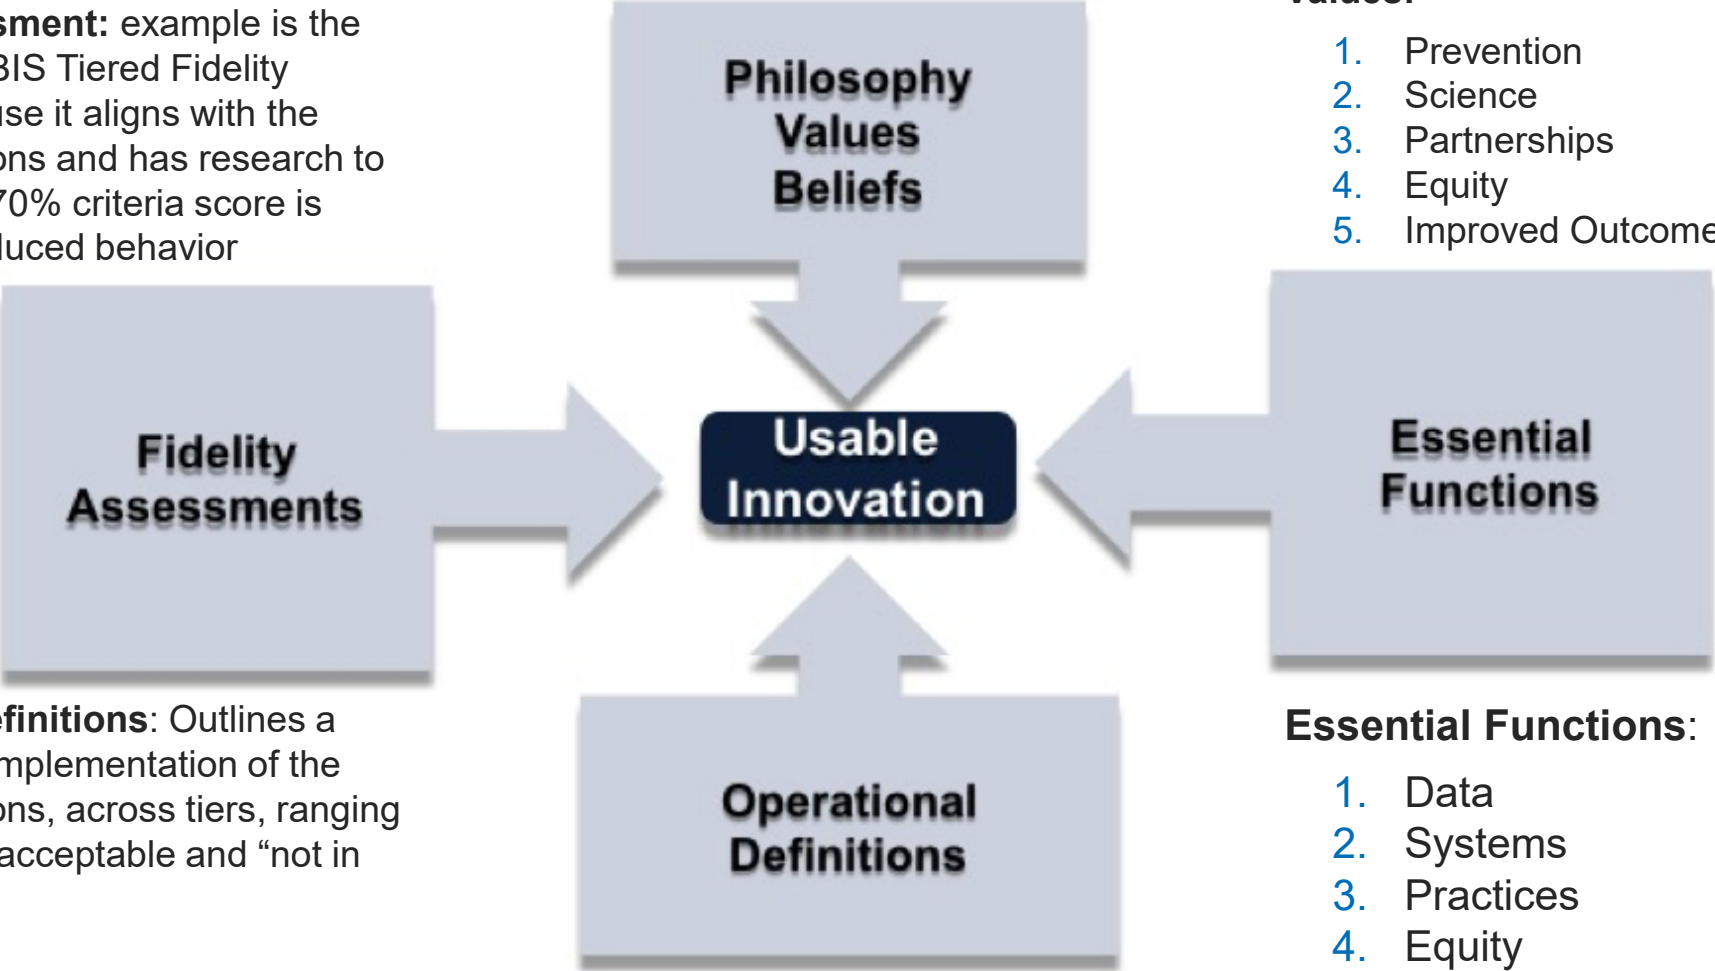 sment: example is the
BIS Tiered Fidelity
use it aligns with the
ons and has research to
70% criteria score is
duced behavior
Philosophy
Values
Beliefs
values:
1. Prevention
2. Science
3. Partnerships
4. Equity
5. Improved Outcome
Fidelity
Assessments
Usable
Innovation
Essential
Functions
efinitions: Outlines a
mplementation of the
ons, across tiers, ranging
acceptable and “not in
Operational
Definitions
Essential Functions:
1. Data
2. Systems
3. Practices
4. Equity